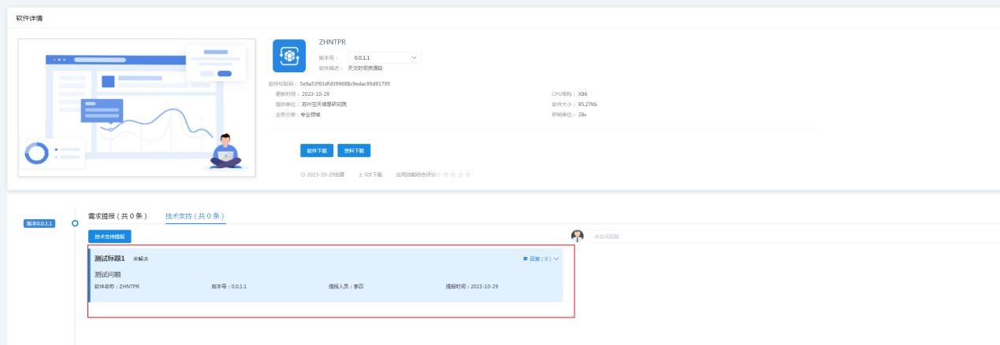 软件详情
ZHNTPR
版本号： 0.0.1.1
软件描述： 天文时间资源段
软件校验码： 5e9a53f93dfd399688c9edac99d91795
更新时间： 2023-10-29 CPU架构： X86
提供单位： 苏州空天信息研究院 软件大小： 95.27Kb
业务分类： 专业领域 研制单位： 28s
软件下载 资料下载
2023-10-29创建 0次下载 应用效能综合评分
版本0.0.1.1 需求提报 ( 共 0 条 ) 技术支持 ( 共 0 条 )
技术支持提报 点击可回复
测试标题1 未解决 回复 ( 0 )
测试问题
软件名称：ZHNTPR 版本号：0.0.1.1 提报人员：李四 提报时间：2023-10-29